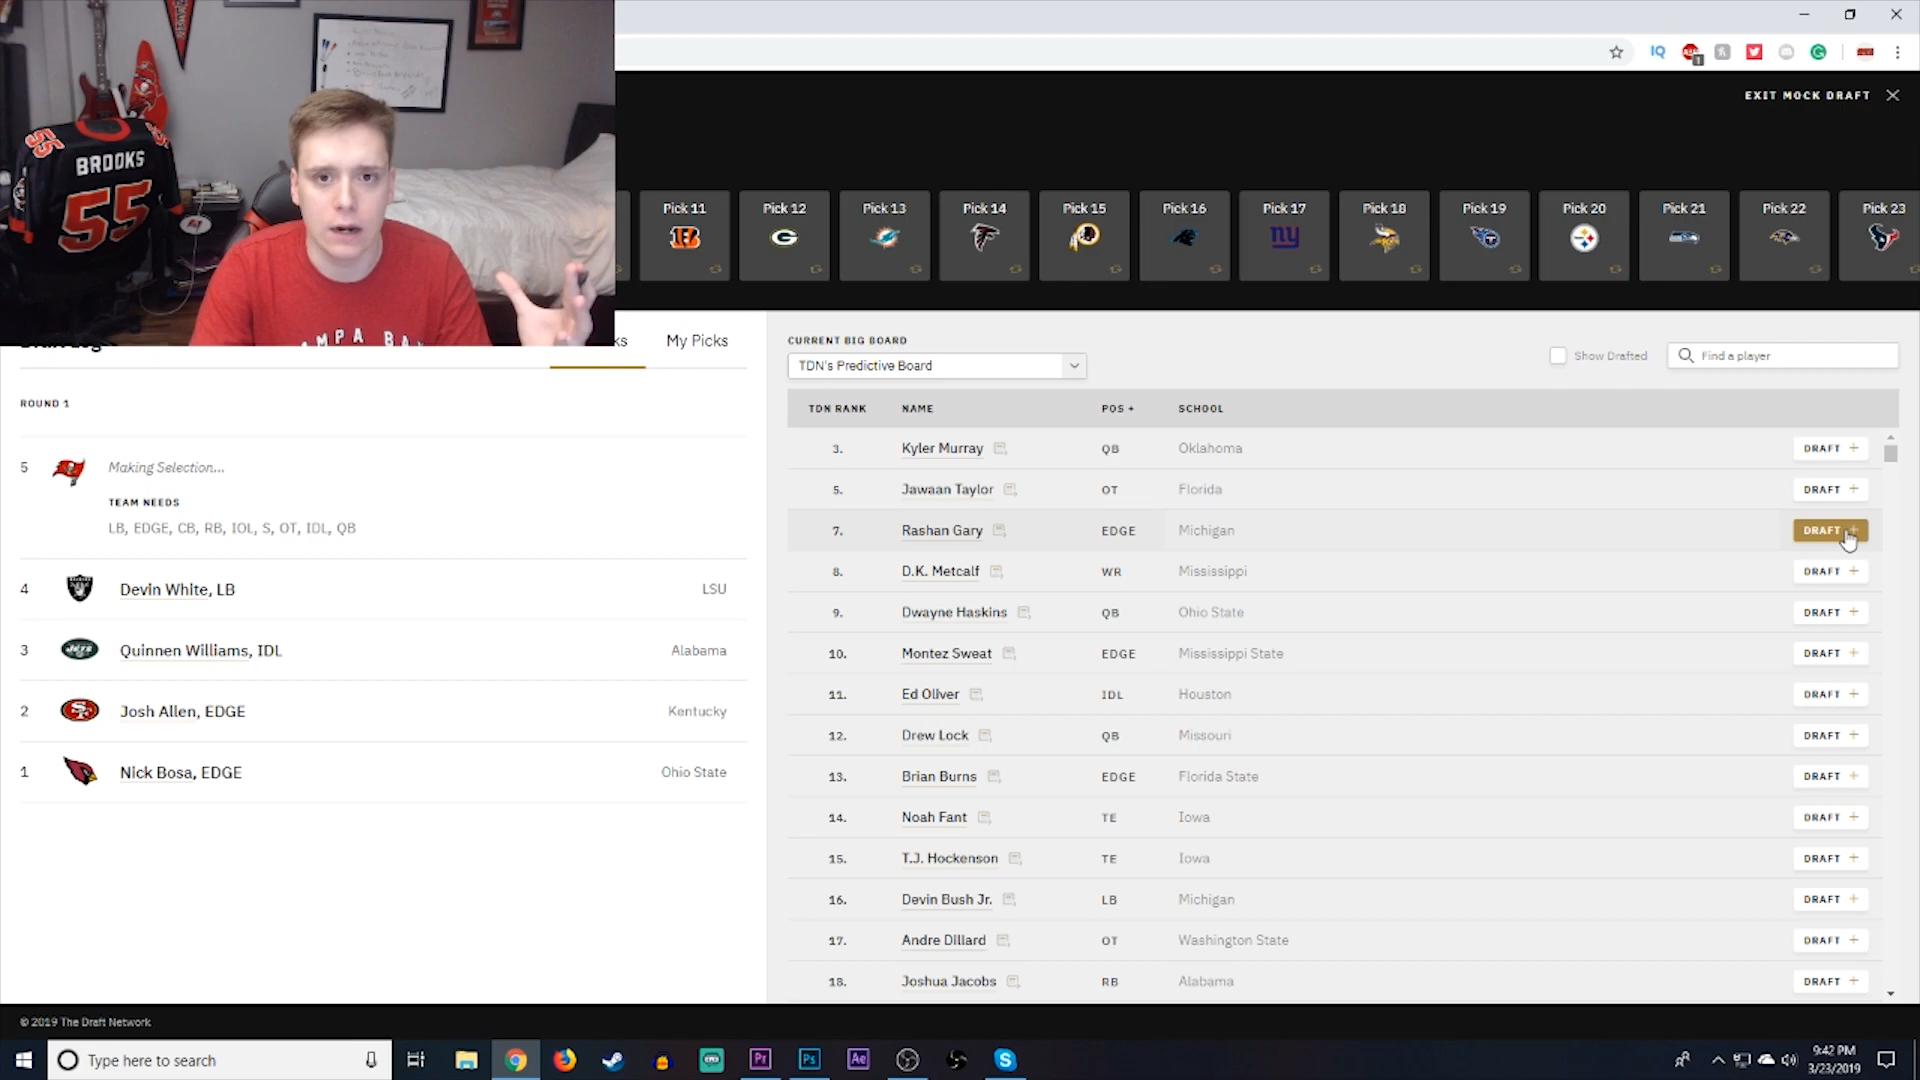 BROOKS
55
55
AMPA BA
EXIT MOCK DRAFT
Pick 11
Pick 12
Pick 13
Pick 14
Pick 15
Pick 16
Pick 17
Pick 18
Pick 19
Pick 20
Pick 21
Pick 22
Pick 23
ny
My Picks
ROUND 1
5 Making Selection...
TEAM NEEDS
LB, EDGE, CB, RB, IOL, S, OT, IDL, QB
4 Devin White, LB LSU
3 JETS Quinnen Williams, IDL Alabama
2 SF Josh Allen, EDGE Kentucky
1 Nick Bosa, EDGE Ohio State
CURRENT BIG BOARD
TDN's Predictive Board
Show Drafted
Find a player
TDN RANK NAME POS + SCHOOL
3. Kyler Murray QB Oklahoma DRAFT +
5. Jawaan Taylor OT Florida DRAFT +
7. Rashan Gary EDGE Michigan DRAFT +
8. D.K. Metcalf WR Mississippi DRAFT +
9. Dwayne Haskins QB Ohio State DRAFT +
10. Montez Sweat EDGE Mississippi State DRAFT +
11. Ed Oliver IDL Houston DRAFT +
12. Drew Lock QB Missouri DRAFT +
13. Brian Burns EDGE Florida State DRAFT +
14. Noah Fant TE Iowa DRAFT +
15. T.J. Hockenson TE Iowa DRAFT +
16. Devin Bush Jr. LB Michigan DRAFT +
17. Andre Dillard OT Washington State DRAFT +
18. Joshua Jacobs RB Alabama DRAFT +
© 2019 The Draft Network
Type here to search
Pr
Ps
Ae
9:42 PM
3/23/2019